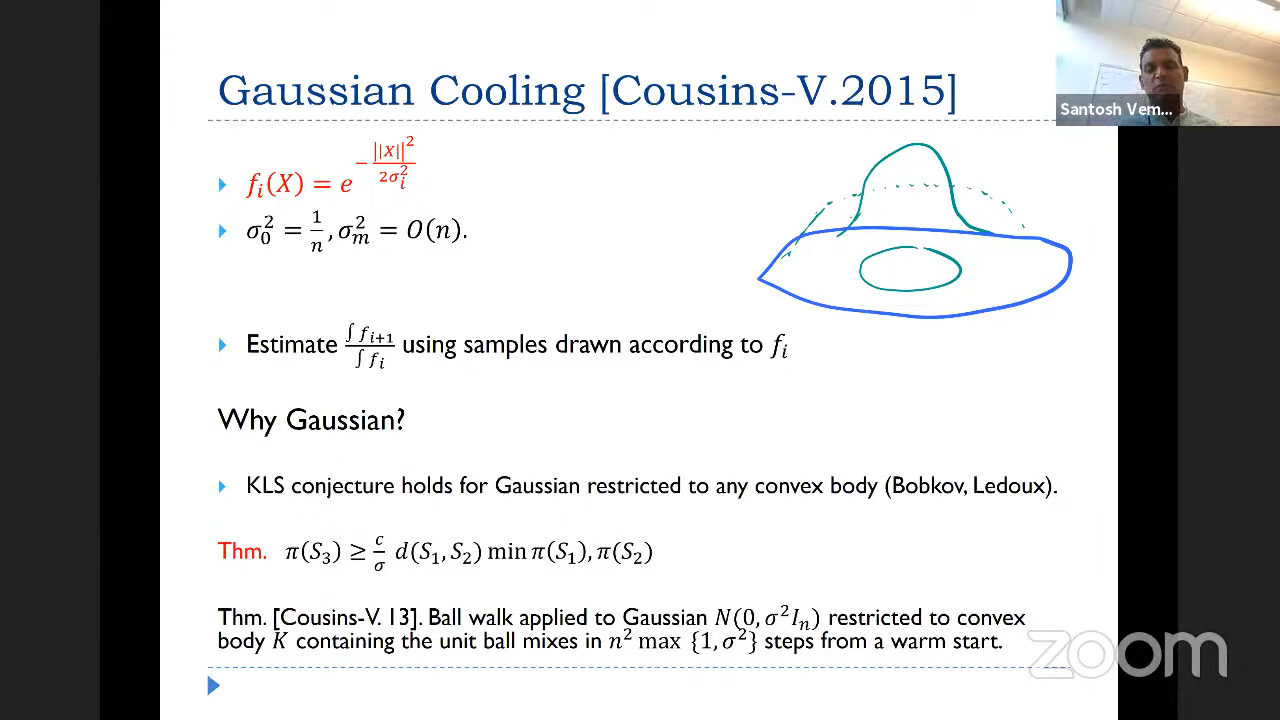 Gaussian Cooling [Cousins-V.2015]
Santosh Vem...
f_i(X) = e^{-\frac{||X||^2}{2σ_i^2}}
σ_0^2 = \frac{1}{n}, σ_m^2 = O(n).
Estimate \frac{∫ f_{i+1}}{∫ f_i} using samples drawn according to f_i
Why Gaussian?
KLS conjecture holds for Gaussian restricted to any convex body (Bobkov, Ledoux).
Thm. π(S_3) ≥ \frac{c}{σ} d(S_1, S_2) min π(S_1), π(S_2)
Thm. [Cousins-V. 13]. Ball walk applied to Gaussian N(0, σ^2 I_n) restricted to convex
body K containing the unit ball mixes in n^2 max {1, σ^2} steps from a warm start.
zoom